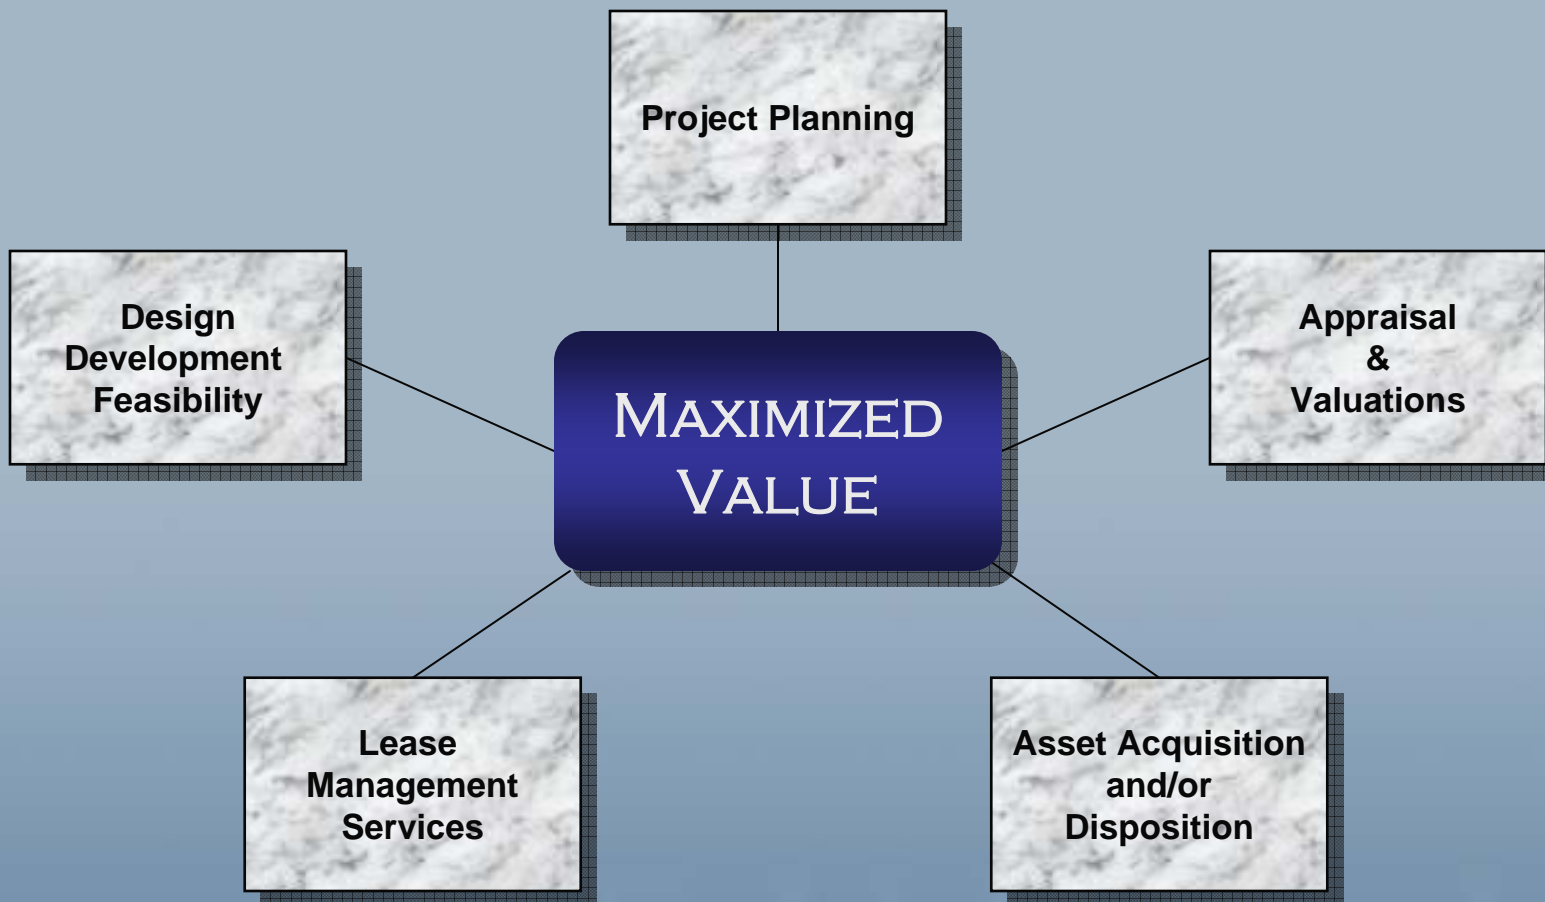 Project Planning
Design
Development
Feasibility
Appraisal
&
Valuations
MAXIMIZED
VALUE
Lease
Management
Services
Asset Acquisition
and/or
Disposition